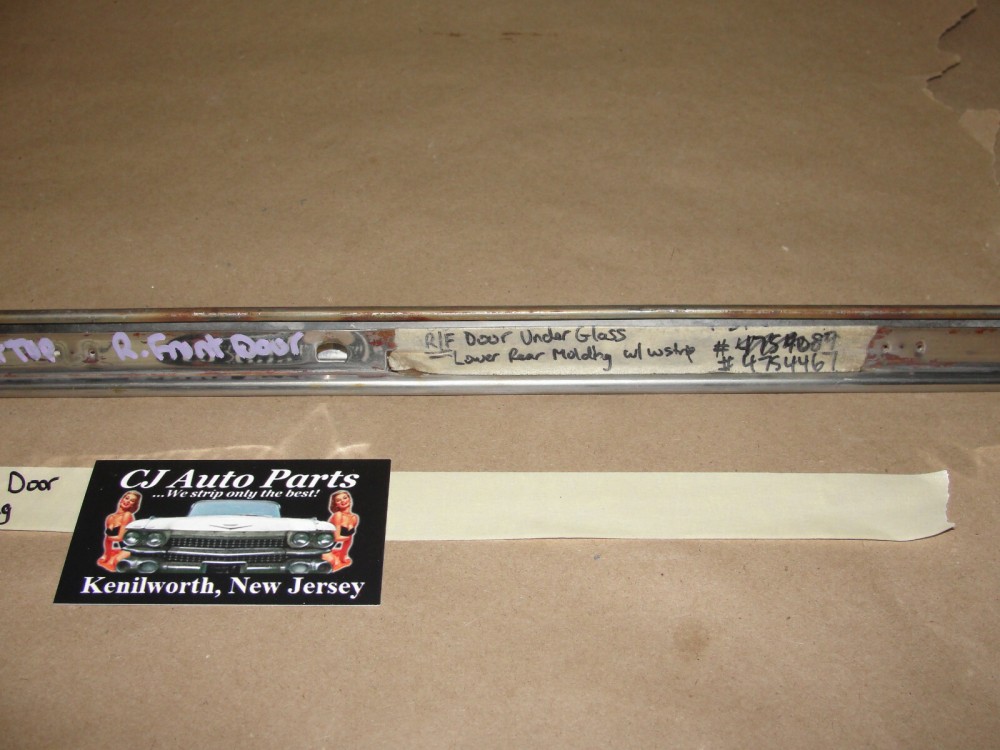 R. Front Door
R/F Door Under Glass
Lower Rear Moldng w/ wstrip
#4754089
#4754467
Door
g
CJ Auto Parts
...We strip only the best!
Kenilworth, New Jersey